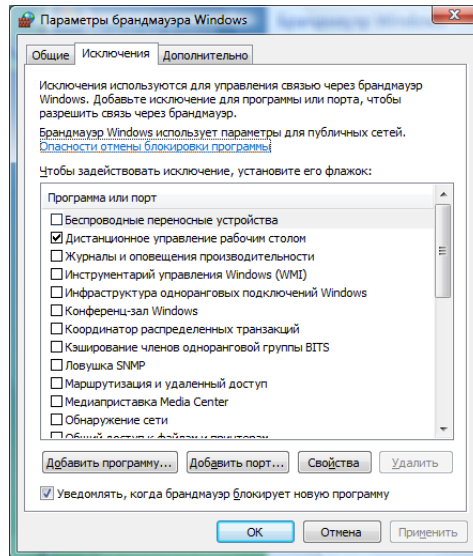 Параметры брандмауэра Windows
Общие
Исключения
Дополнительно
Исключения используются для управления связью через брандмауэр
Windows. Добавьте исключение для программы или порта, чтобы
разрешить связь через брандмауэр.
Брандмауэр Windows использует параметры для публичных сетей.
Опасности отмены блокировки программы
Чтобы задействовать исключение, установите его флажок:
Программа или порт
Беспроводные переносные устройства
Дистанционное управление рабочим столом
Журналы и оповещения производительности
Инструментарий управления Windows (WMI)
Инфраструктура одноранговых подключений Windows
Конференц-зал Windows
Координатор распределенных транзакций
Кэширование членов одноранговой группы BITS
Ловушка SNMP
Маршрутизация и удаленный доступ
Медиаприставка Media Center
Обнаружение сети
Общий доступ к файлам и принтерам
Добавить программу...
Добавить порт...
Свойства
Удалить
Уведомлять, когда брандмауэр блокирует новую программу
OK
Отмена
Применить